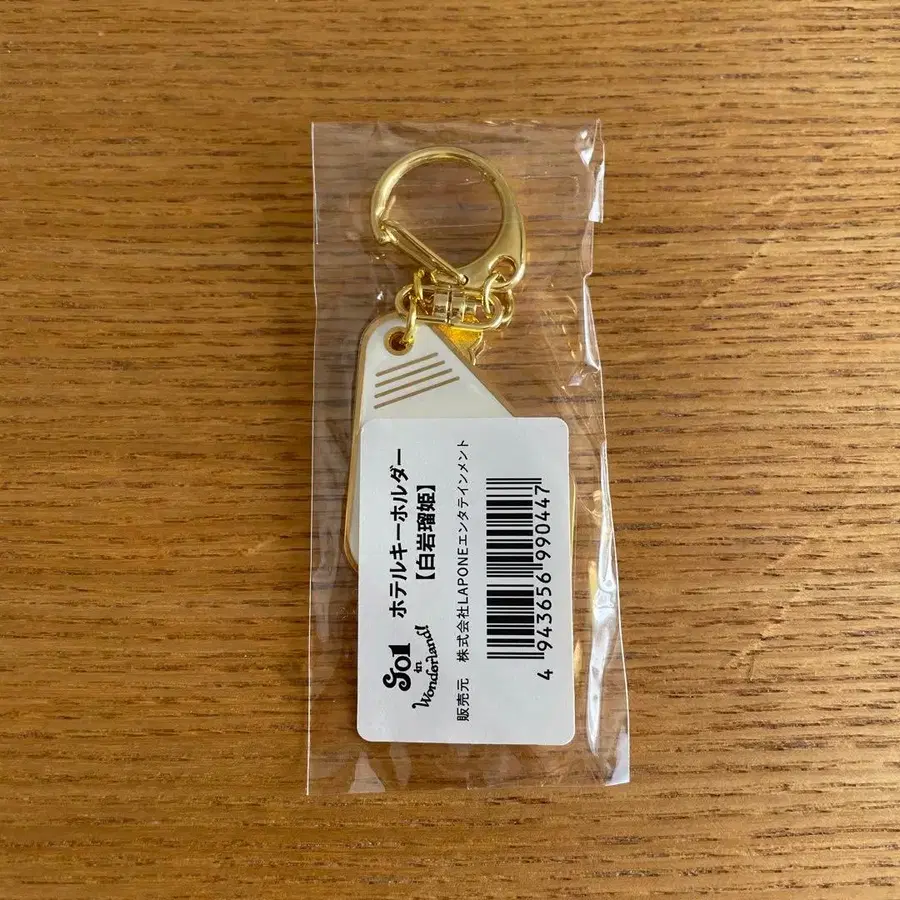 JO1
in
Wonderland!
ホテルキーホルダー
【白岩瑠姫】
販売元 株式会社LAPONEエンタテインメント
4 943656 990447